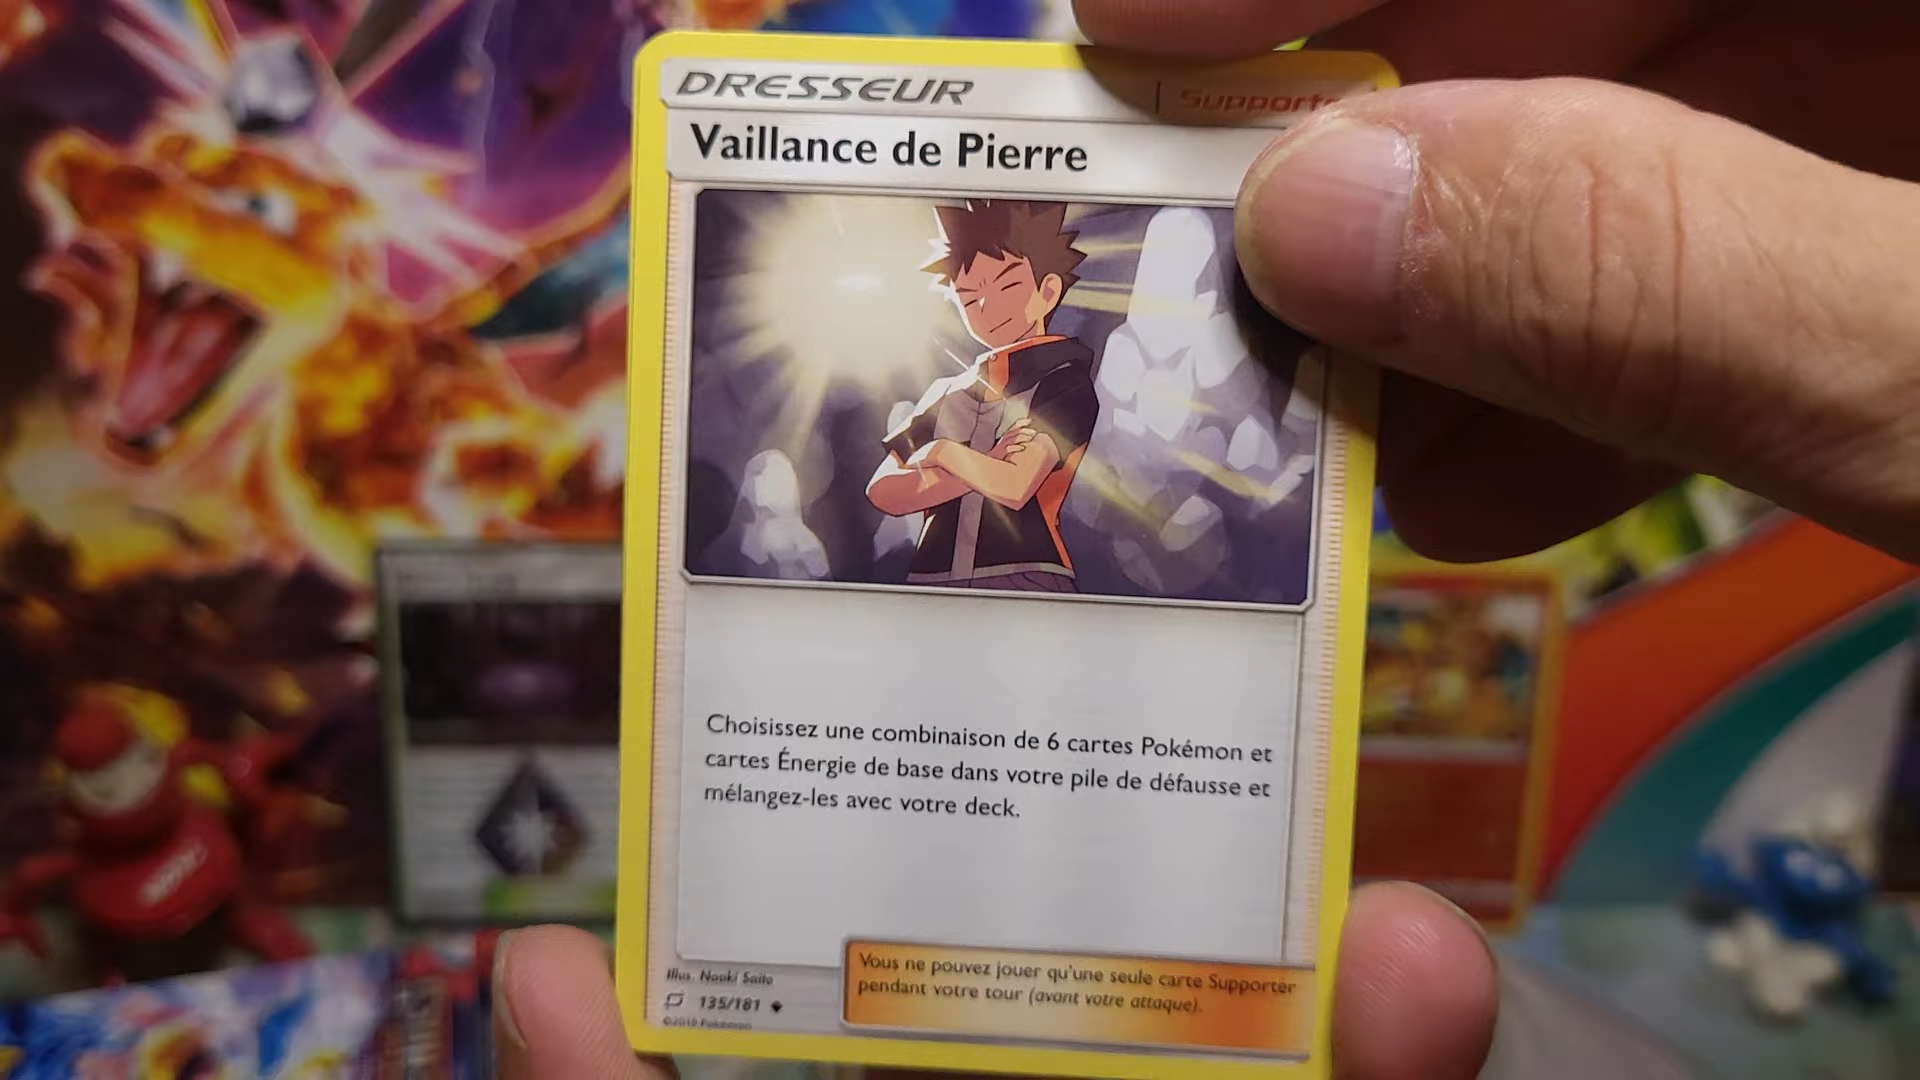 DRESSEUR
Vaillance de Pierre
Choisissez une combinaison de 6 cartes Pokémon et
cartes Énergie de base dans votre pile de défausse et
mélangez-les avec votre deck.
Vous ne pouvez jouer qu'une seule carte Supporter
pendant votre tour (avant votre attaque).
Illus. Naoki Saito
135/181
©2019 Pokémon